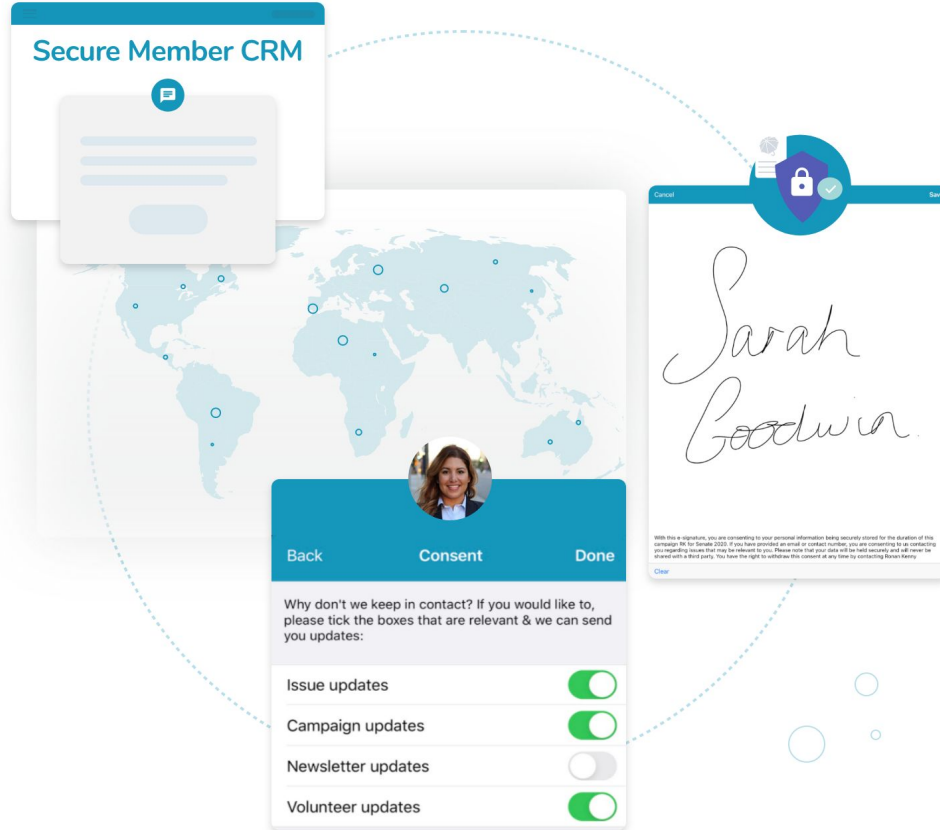 Secure Member CRM
Cancel
Save
Sarah
Goodwin
With this e-signature, you are consenting to your personal information being securely stored for the duration of this
campaign RK for Senate 2020. If you have provided an email or contact number, you are consenting to us contacting
you regarding issues that may be relevant to you. Please note that your data will be held securely and will never be
shared with a third party. You have the right to withdraw this consent at any time by contacting Ronan Kenny.
Clear
Back
Consent
Done
Why don't we keep in contact? If you would like to,
please tick the boxes that are relevant & we can send
you updates:
Issue updates
Campaign updates
Newsletter updates
Volunteer updates